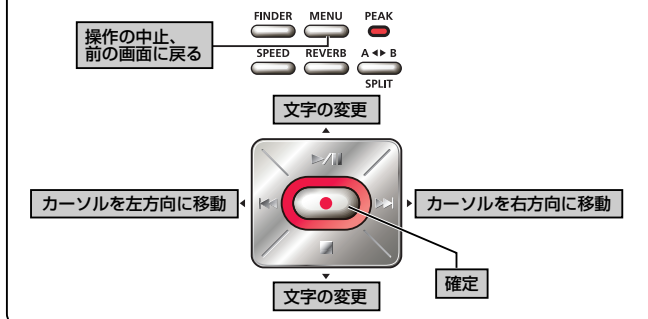 FINDER MENU PEAK
操作の中止、
前の画面に戻る
SPEED REVERB A ◂▸ B
SPLIT
文字の変更
カーソルを左方向に移動
カーソルを右方向に移動
確定
文字の変更